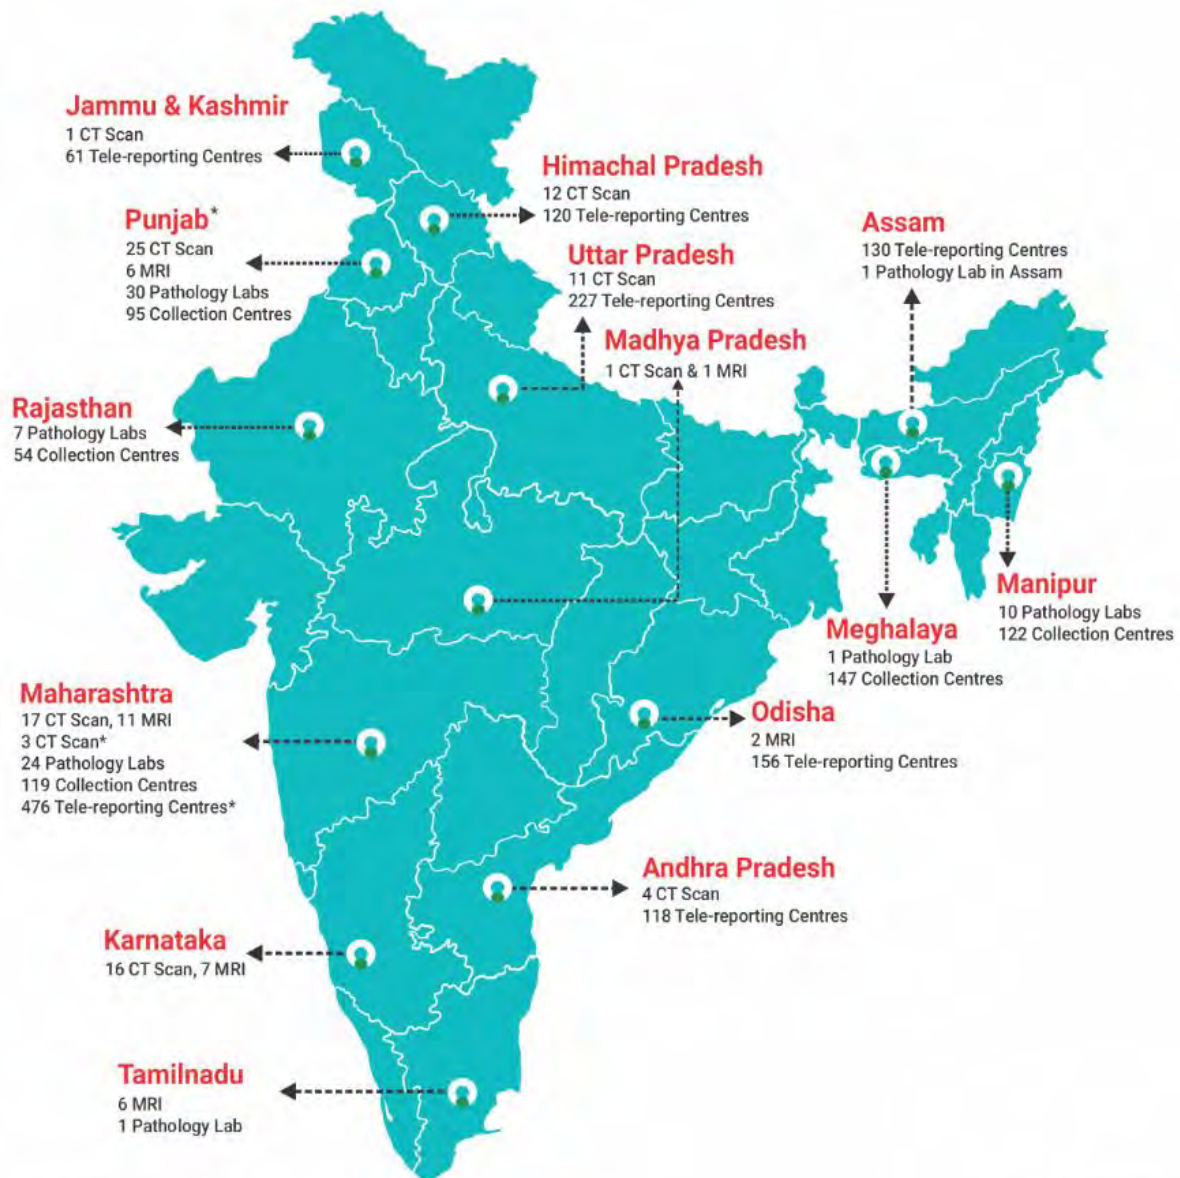 Jammu & Kashmir
1 CT Scan
61 Tele-reporting Centres
Himachal Pradesh
12 CT Scan
120 Tele-reporting Centres
Punjab*
25 CT Scan
6 MRI
30 Pathology Labs
95 Collection Centres
Uttar Pradesh
11 CT Scan
227 Tele-reporting Centres
Assam
130 Tele-reporting Centres
1 Pathology Lab in Assam
Madhya Pradesh
1 CT Scan & 1 MRI
Rajasthan
7 Pathology Labs
54 Collection Centres
Manipur
10 Pathology Labs
122 Collection Centres
Meghalaya
1 Pathology Lab
147 Collection Centres
Maharashtra
17 CT Scan, 11 MRI
3 CT Scan*
24 Pathology Labs
119 Collection Centres
476 Tele-reporting Centres*
Odisha
2 MRI
156 Tele-reporting Centres
Andhra Pradesh
4 CT Scan
118 Tele-reporting Centres
Karnataka
16 CT Scan, 7 MRI
Tamilnadu
6 MRI
1 Pathology Lab